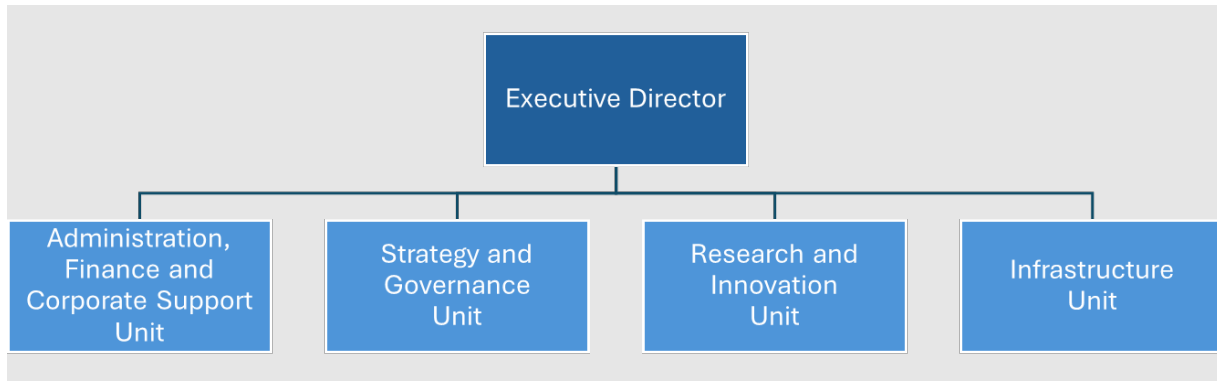 Executive Director
Administration,
Finance and
Corporate Support
Unit
Strategy and
Governance
Unit
Research and
Innovation
Unit
Infrastructure
Unit